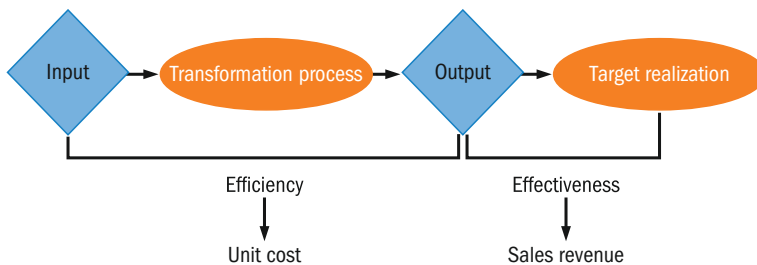 Input
Transformation process
Output
Target realization
Efficiency
Effectiveness
Unit cost
Sales revenue